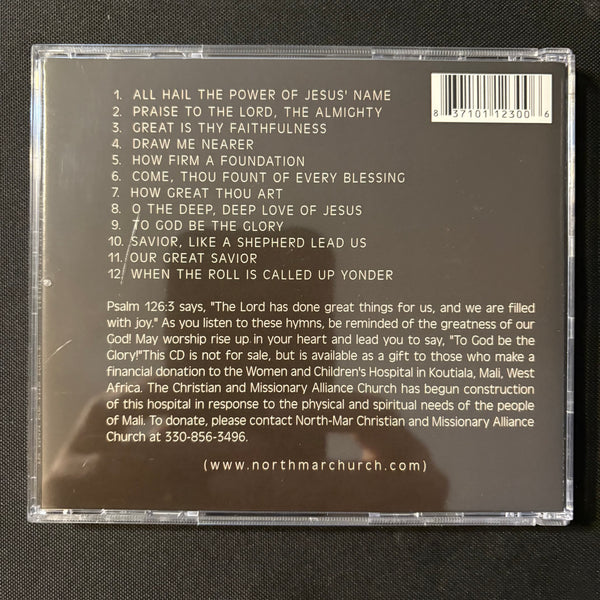 1. ALL HAIL THE POWER OF JESUS' NAME
2. PRAISE TO THE LORD, THE ALMIGHTY
3. GREAT IS THY FAITHFULNESS
4. DRAW ME NEARER
5. HOW FIRM A FOUNDATION
6. COME, THOU FOUNT OF EVERY BLESSING
7. HOW GREAT THOU ART
8. O THE DEEP, DEEP LOVE OF JESUS
9. TO GOD BE THE GLORY
10. SAVIOR, LIKE A SHEPHERD LEAD US
11. OUR GREAT SAVIOR
12. WHEN THE ROLL IS CALLED UP YONDER
8 37101 12300 6
Psalm 126:3 says, "The Lord has done great things for us, and we are filled
with joy." As you listen to these hymns, be reminded of the greatness of our
God! May worship rise up in your heart and lead you to say, "To God be the
Glory!"This CD is not for sale, but is available as a gift to those who make a
financial donation to the Women and Children's Hospital in Koutiala, Mali, West
Africa. The Christian and Missionary Alliance Church has begun construction
of this hospital in response to the physical and spiritual needs of the people
of Mali. To donate, please contact North-Mar Christian and Missionary Alliance
Church at 330-856-3496.
(www.northmarchurch.com)